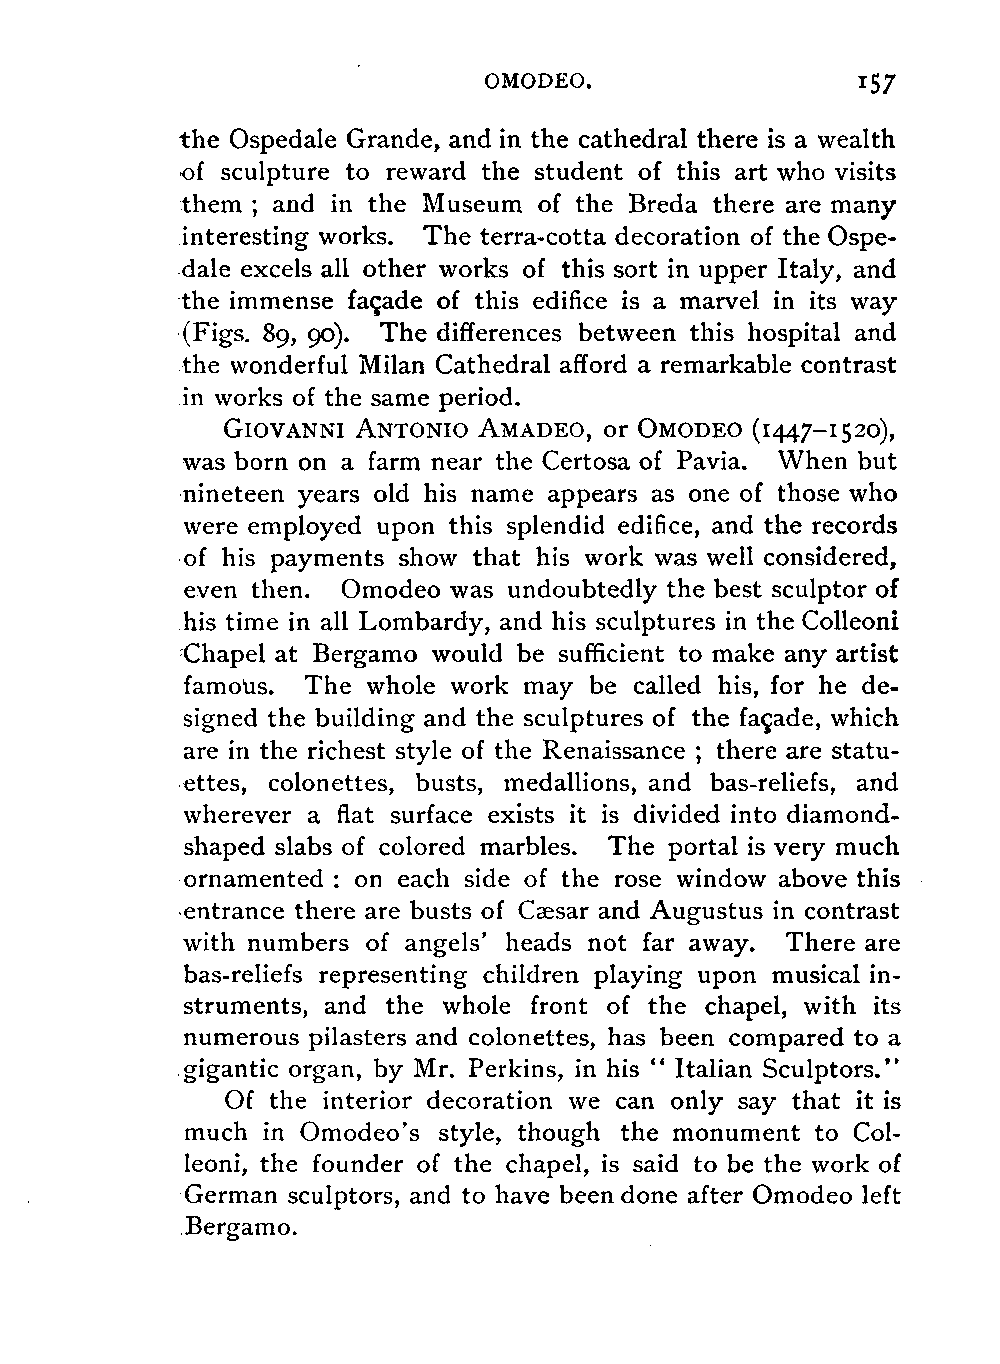 OMODEO. 157
the Ospedale Grande, and in the cathedral there is a wealth
of sculpture to reward the student of this art who visits
them ; and in the Museum of the Breda there are many
interesting works. The terra-cotta decoration of the Ospe-
dale excels all other works of this sort in upper Italy, and
the immense façade of this edifice is a marvel in its way
(Figs. 89, 90). The differences between this hospital and
the wonderful Milan Cathedral afford a remarkable contrast
in works of the same period.
GIOVANNI ANTONIO AMADEO, or OMODEO (1447–1520),
was born on a farm near the Certosa of Pavia. When but
nineteen years old his name appears as one of those who
were employed upon this splendid edifice, and the records
of his payments show that his work was well considered,
even then. Omodeo was undoubtedly the best sculptor of
his time in all Lombardy, and his sculptures in the Colleoni
Chapel at Bergamo would be sufficient to make any artist
famous. The whole work may be called his, for he de-
signed the building and the sculptures of the façade, which
are in the richest style of the Renaissance ; there are statu-
ettes, colonettes, busts, medallions, and bas-reliefs, and
wherever a flat surface exists it is divided into diamond-
shaped slabs of colored marbles. The portal is very much
ornamented : on each side of the rose window above this
entrance there are busts of Cæsar and Augustus in contrast
with numbers of angels' heads not far away. There are
bas-reliefs representing children playing upon musical in-
struments, and the whole front of the chapel, with its
numerous pilasters and colonettes, has been compared to a
gigantic organ, by Mr. Perkins, in his " Italian Sculptors."
Of the interior decoration we can only say that it is
much in Omodeo's style, though the monument to Col-
leoni, the founder of the chapel, is said to be the work of
German sculptors, and to have been done after Omodeo left
Bergamo.